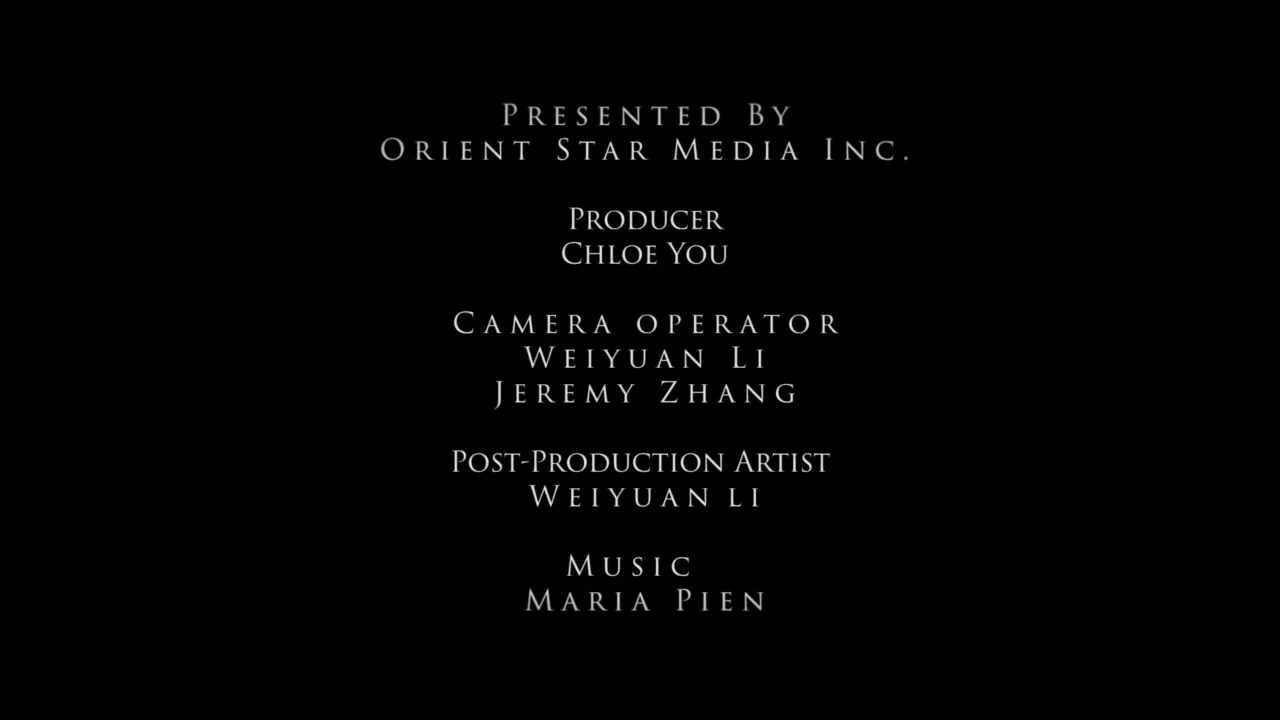 Presented By
Orient Star Media Inc.
Producer
Chloe You
Camera operator
Weiyuan Li
Jeremy Zhang
Post-Production Artist
Weiyuan li
Music
Maria Pien